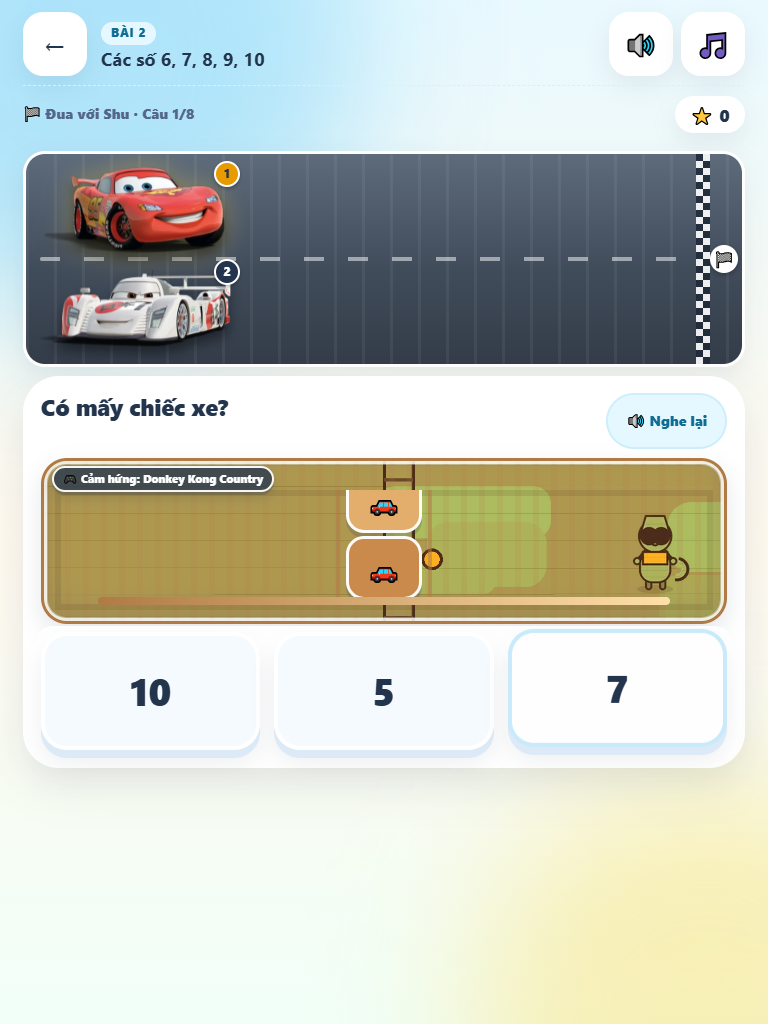 ←
BÀI 2
Các số 6, 7, 8, 9, 10
Đua với Shu · Câu 1/8
0
1
2
Có mấy chiếc xe?
Nghe lại
Cảm hứng: Donkey Kong Country
10
5
7